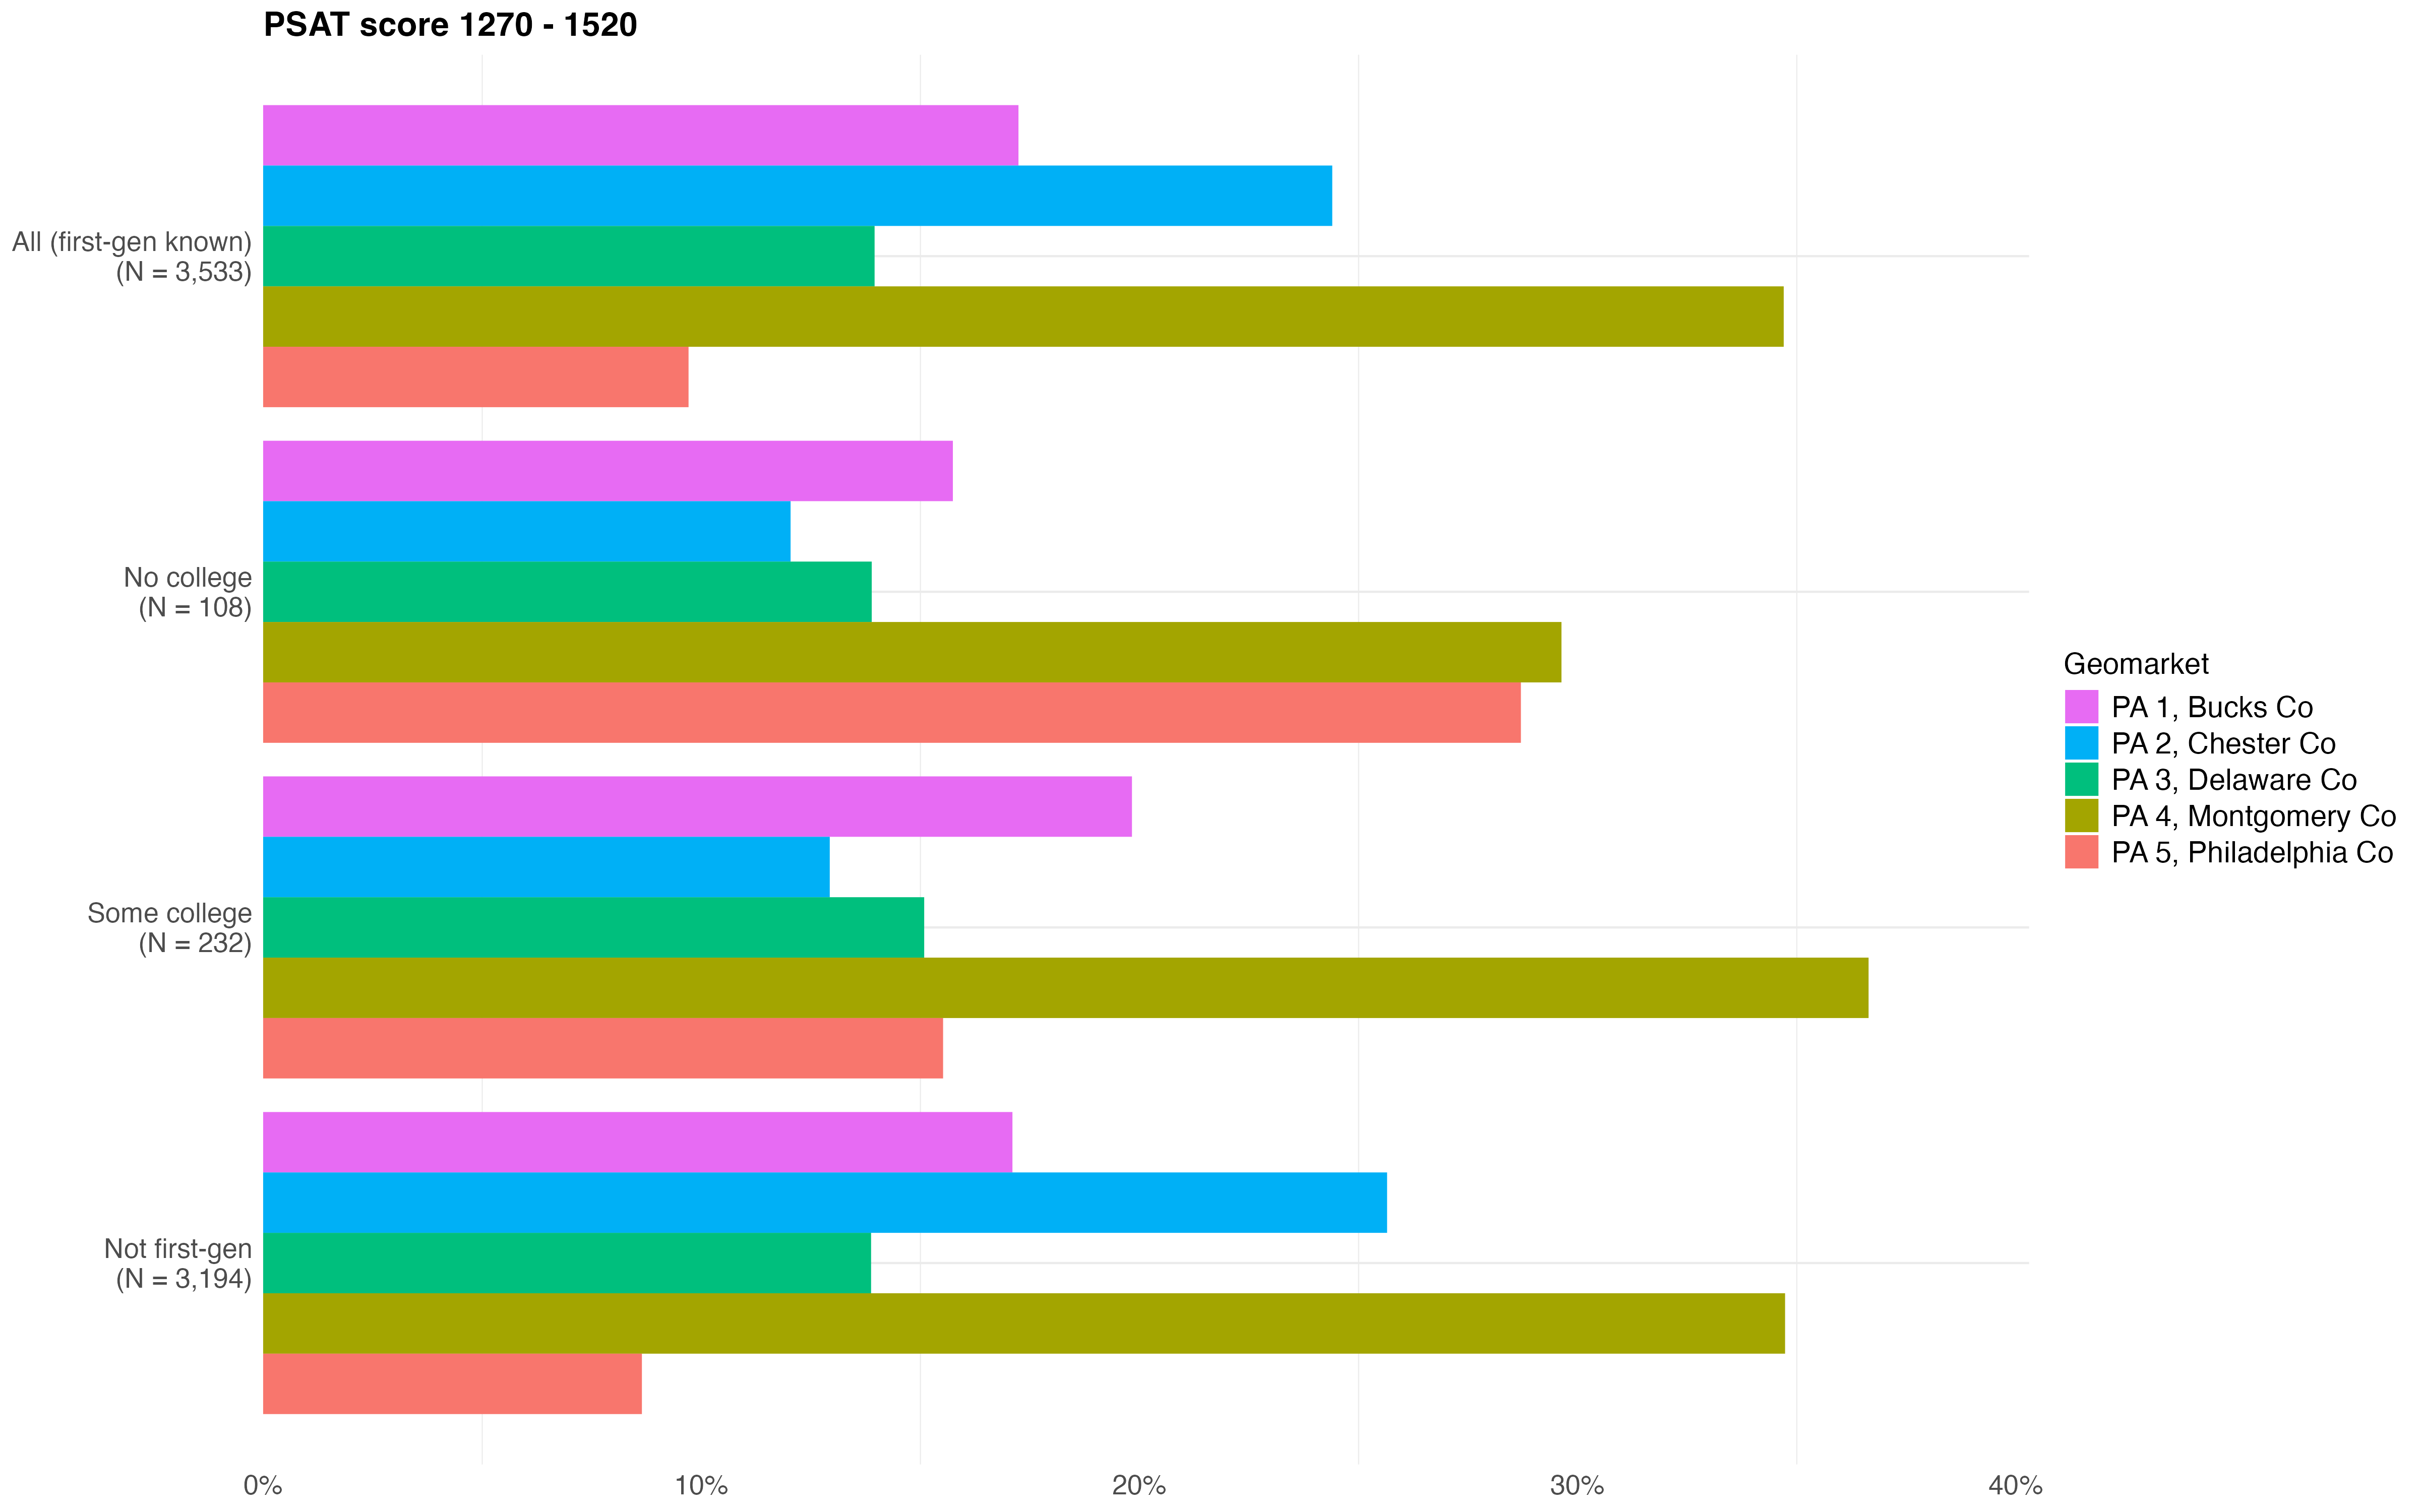 PSAT score 1270 - 1520
All (first-gen known)
(N = 3,533)
No college
(N = 108)
Some college
(N = 232)
Not first-gen
(N = 3,194)
0%
10%
20%
30%
40%
Geomarket
PA 1, Bucks Co
PA 2, Chester Co
PA 3, Delaware Co
PA 4, Montgomery Co
PA 5, Philadelphia Co